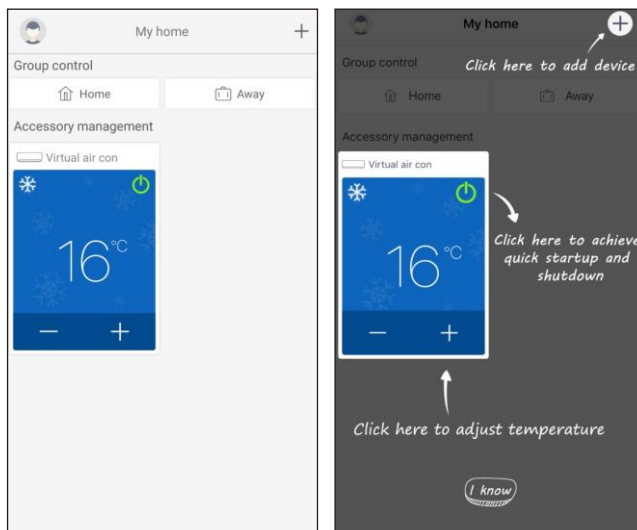 My home
+
Group control
Home
Away
Accessory management
Virtual air con
16°C
− +
My home
+
Click here to add device
Group control
Home
Away
Accessory management
Virtual air con
16°C
Click here to achieve
quick startup and
shutdown
− +
Click here to adjust temperature
I know